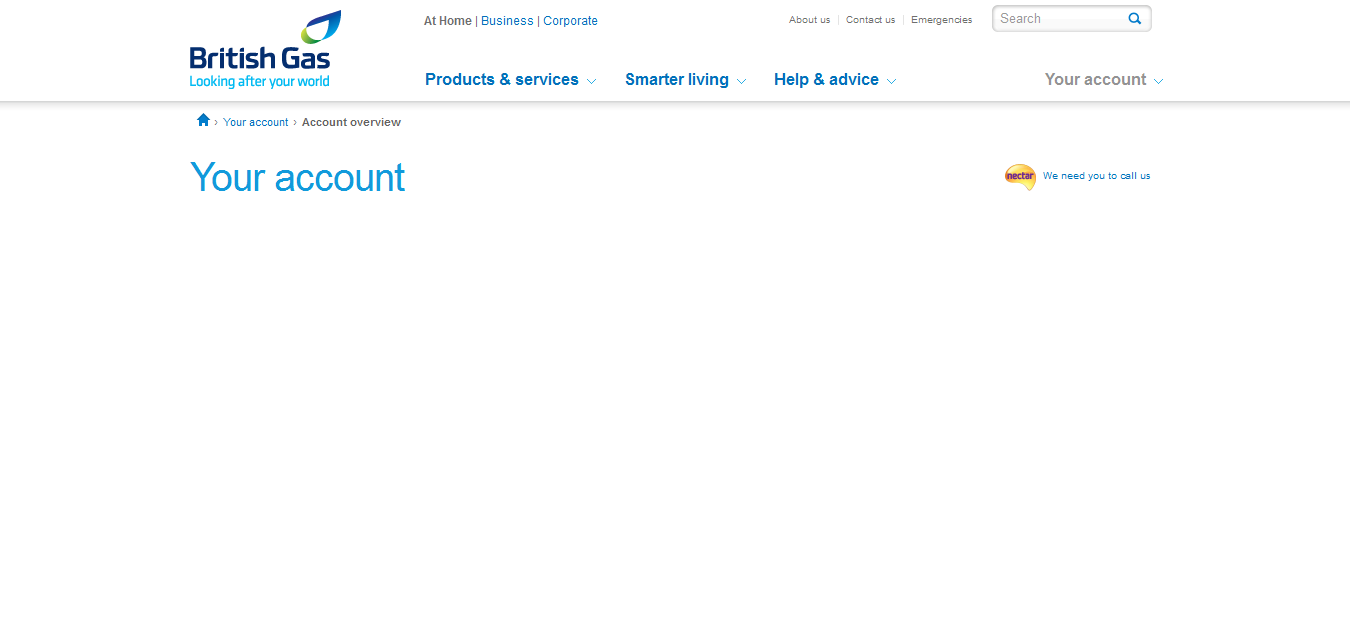 At Home | Business | Corporate
About us
Contact us
Emergencies
Search
British Gas
Looking after your world
Products & services
Smarter living
Help & advice
Your account
› Your account › Account overview
Your account
nectar
We need you to call us